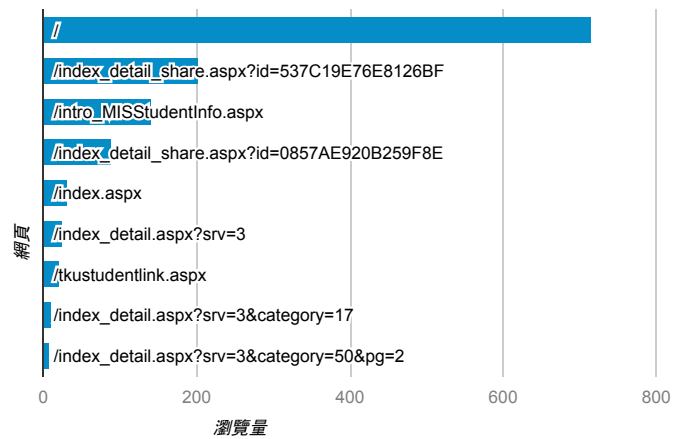 /
/index_detail_share.aspx?id=537C19E76E8126BF
/intro_MISStudentInfo.aspx
/index_detail_share.aspx?id=0857AE920B259F8E
/index.aspx
/index_detail.aspx?srv=3
/tkustudentlink.aspx
/index_detail.aspx?srv=3&category=17
/index_detail.aspx?srv=3&category=50&pg=2
網頁
0 200 400 600 800
瀏覽量